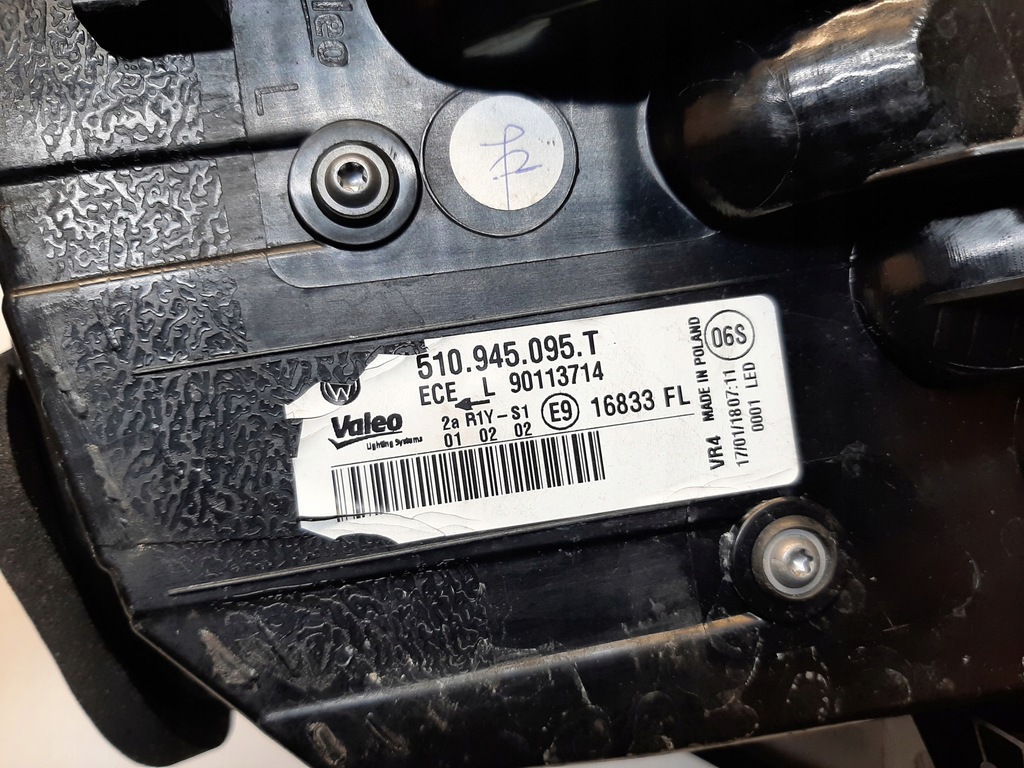 Valeo
L
510.945.095.T
ECE L 90113714
Valeo
Lighting Systems
2a R1Y-S1
01 02 02
E9 16833 FL
VR4 MADE IN POLAND
17/01/1807:11
0001 LED
06S